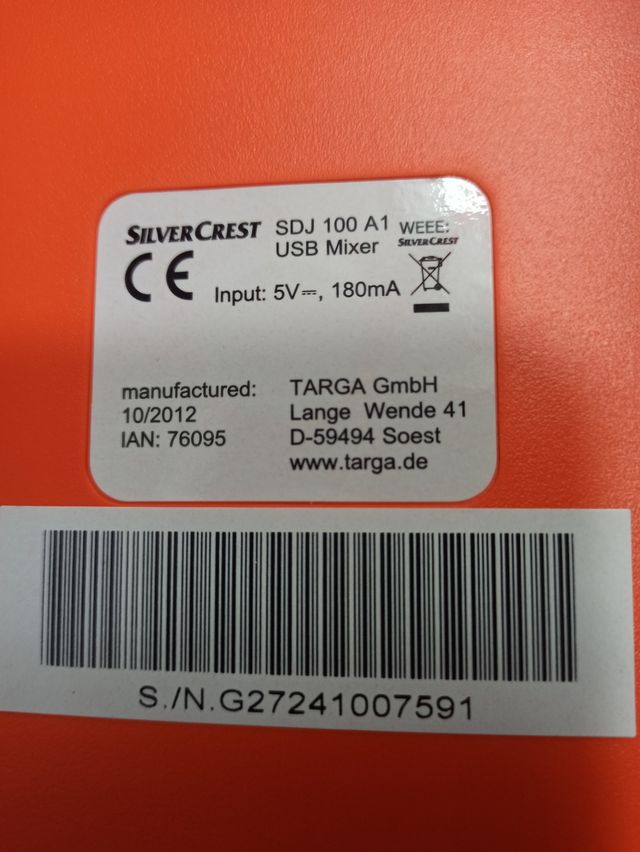 SILVERCREST SDJ 100 A1 WEEE:
USB Mixer SILVERCREST
CE Input: 5V⎓, 180mA
manufactured: TARGA GmbH
10/2012 Lange Wende 41
IAN: 76095 D-59494 Soest
www.targa.de
S./N.G27241007591